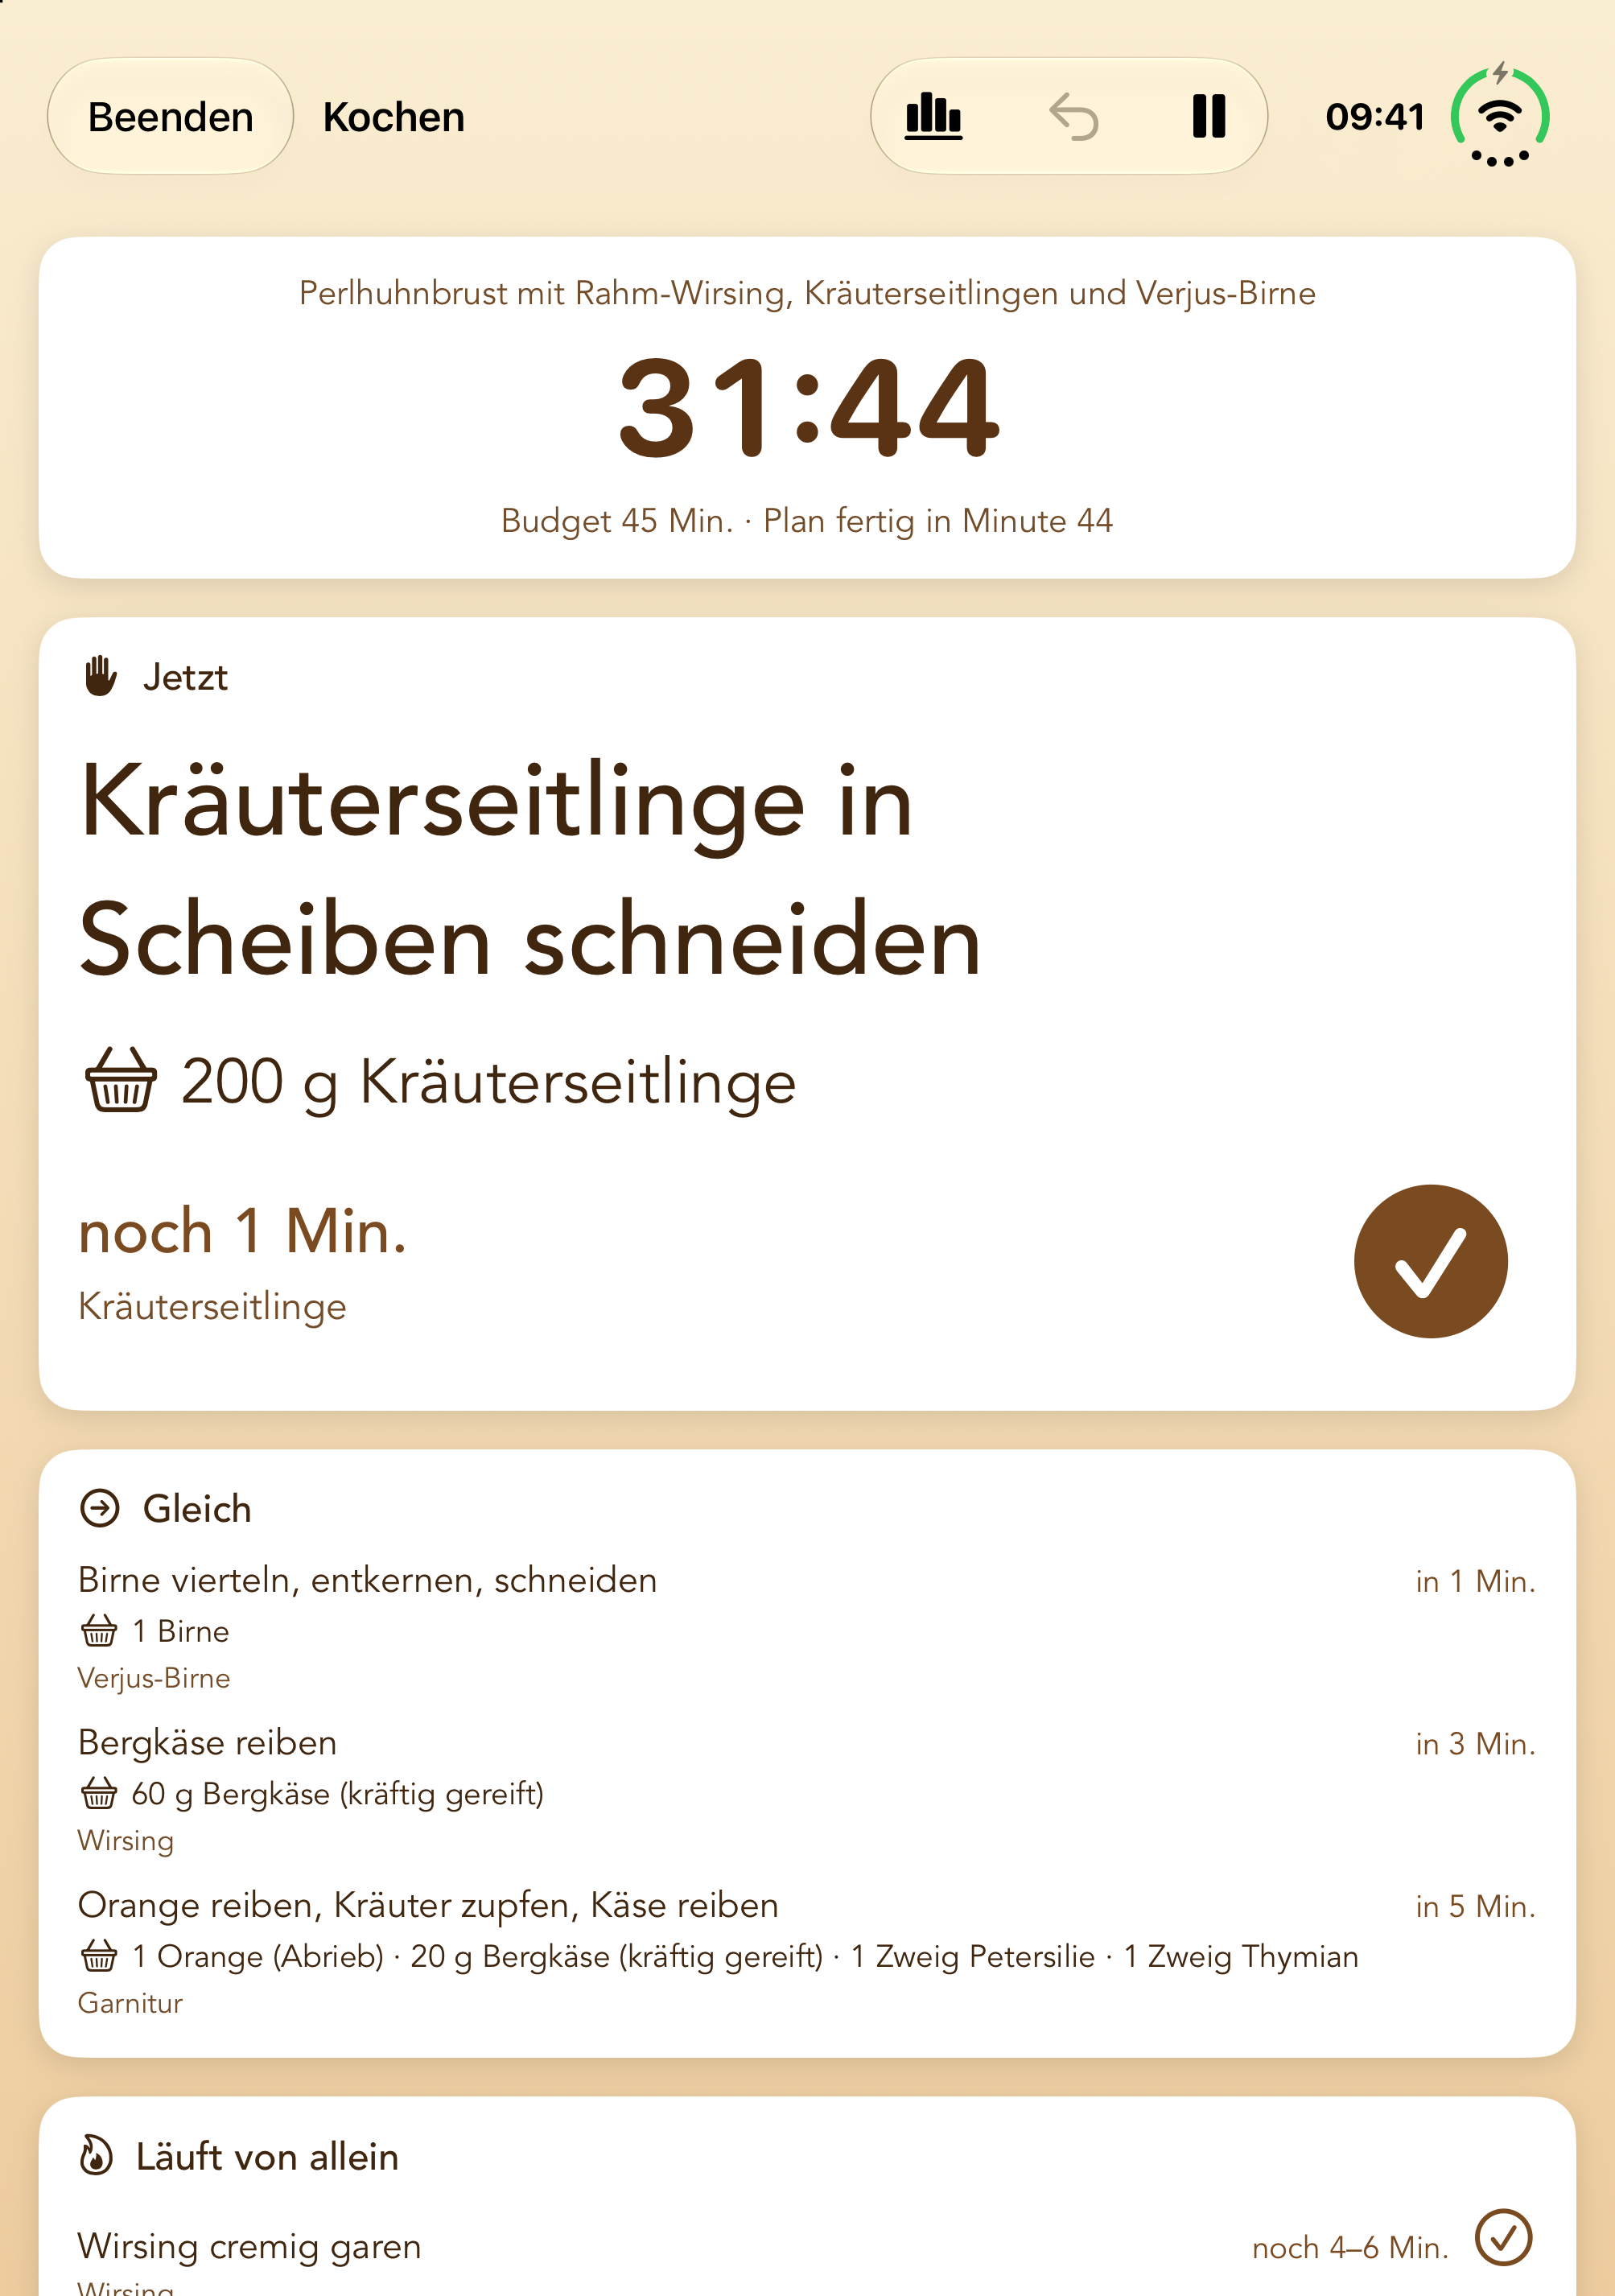 Beenden Kochen 09:41
Perlhuhnbrust mit Rahm-Wirsing, Kräuterseitlingen und Verjus-Birne
31:44
Budget 45 Min. · Plan fertig in Minute 44
Jetzt
Kräuterseitlinge in
Scheiben schneiden
200 g Kräuterseitlinge
noch 1 Min.
Kräuterseitlinge
Gleich
Birne vierteln, entkernen, schneiden in 1 Min.
1 Birne
Verjus-Birne
Bergkäse reiben in 3 Min.
60 g Bergkäse (kräftig gereift)
Wirsing
Orange reiben, Kräuter zupfen, Käse reiben in 5 Min.
1 Orange (Abrieb) · 20 g Bergkäse (kräftig gereift) · 1 Zweig Petersilie · 1 Zweig Thymian
Garnitur
Läuft von allein
Wirsing cremig garen noch 4–6 Min.
Wirsing